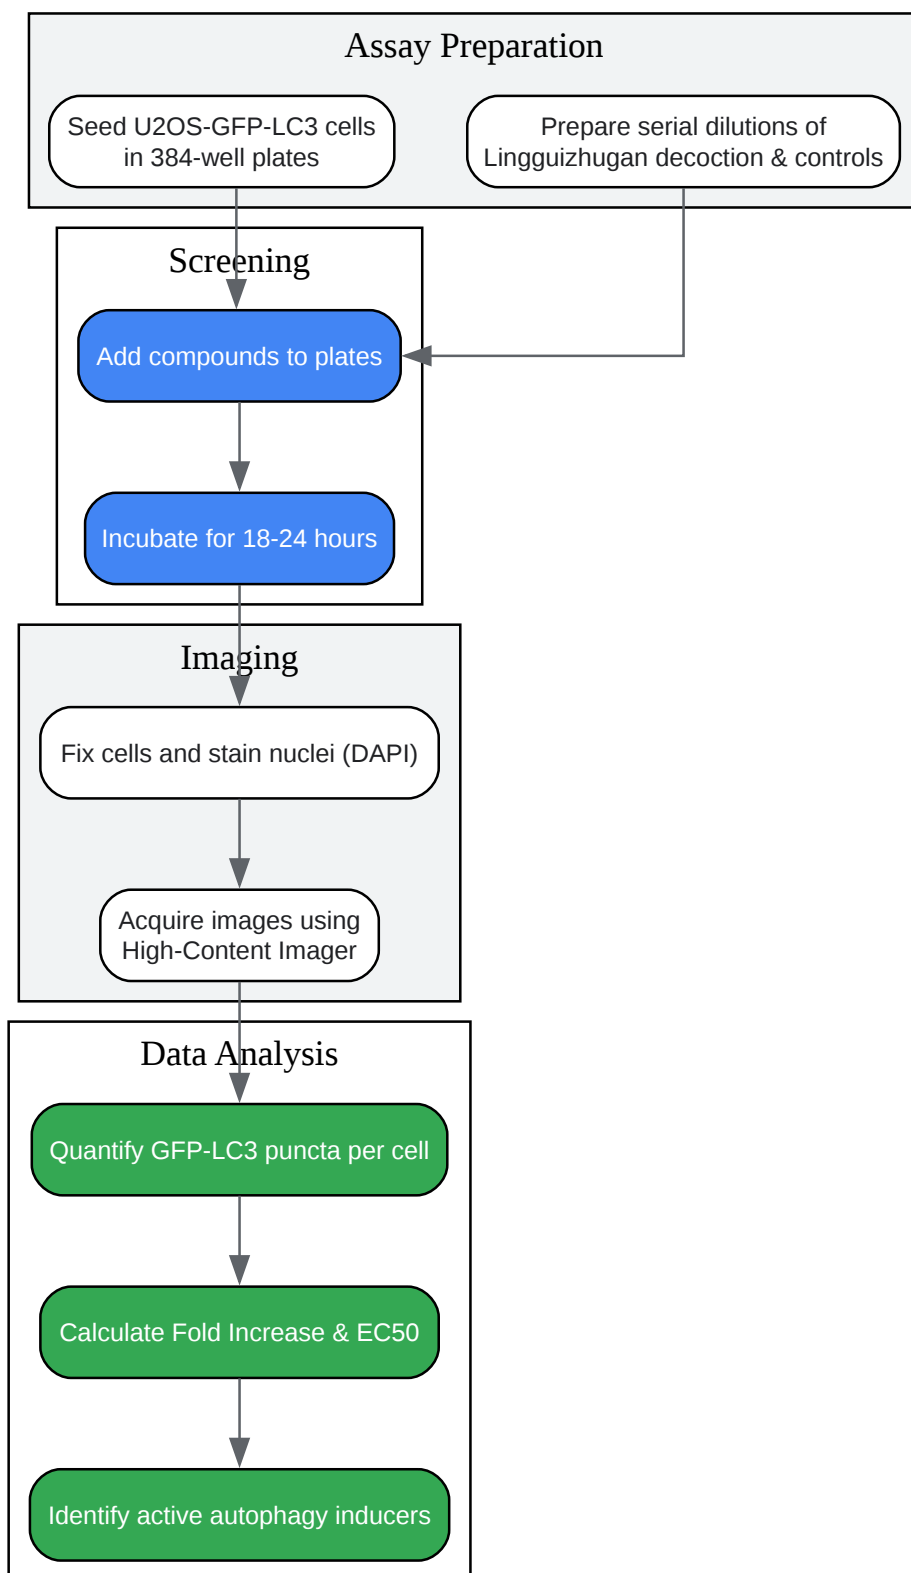 Assay Preparation
Seed U2OS-GFP-LC3 cells
in 384-well plates
Prepare serial dilutions of
Lingguizhugan decoction & controls
Screening
Add compounds to plates
Incubate for 18-24 hours
Imaging
Fix cells and stain nuclei (DAPI)
Acquire images using
High-Content Imager
Data Analysis
Quantify GFP-LC3 puncta per cell
Calculate Fold Increase & EC50
Identify active autophagy inducers